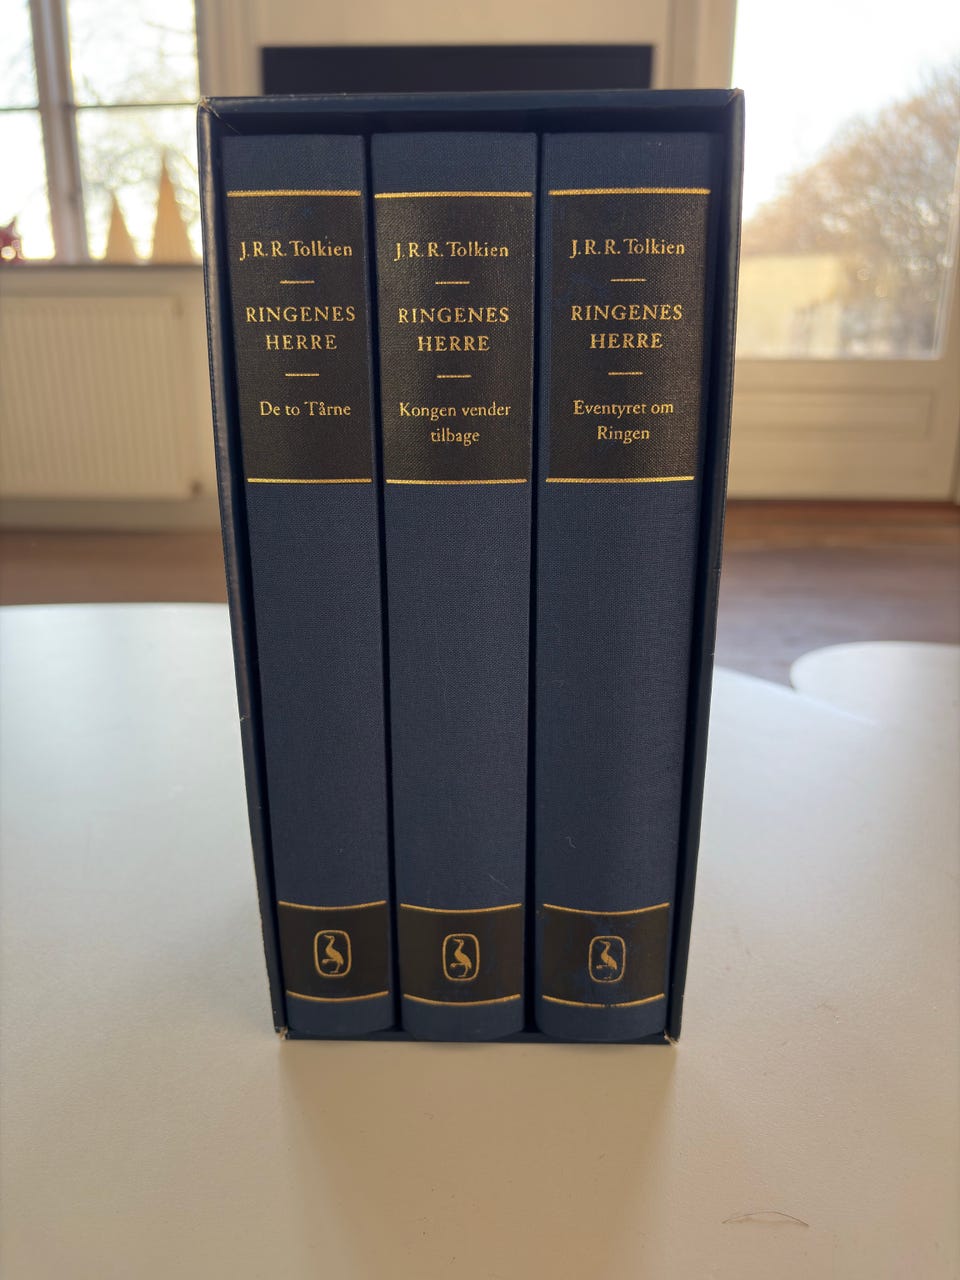 J.R.R. Tolkien
RINGENES
HERRE
De to Tårne
J.R.R. Tolkien
RINGENES
HERRE
Kongen vender
tilbage
J.R.R. Tolkien
RINGENES
HERRE
Eventyret om
Ringen